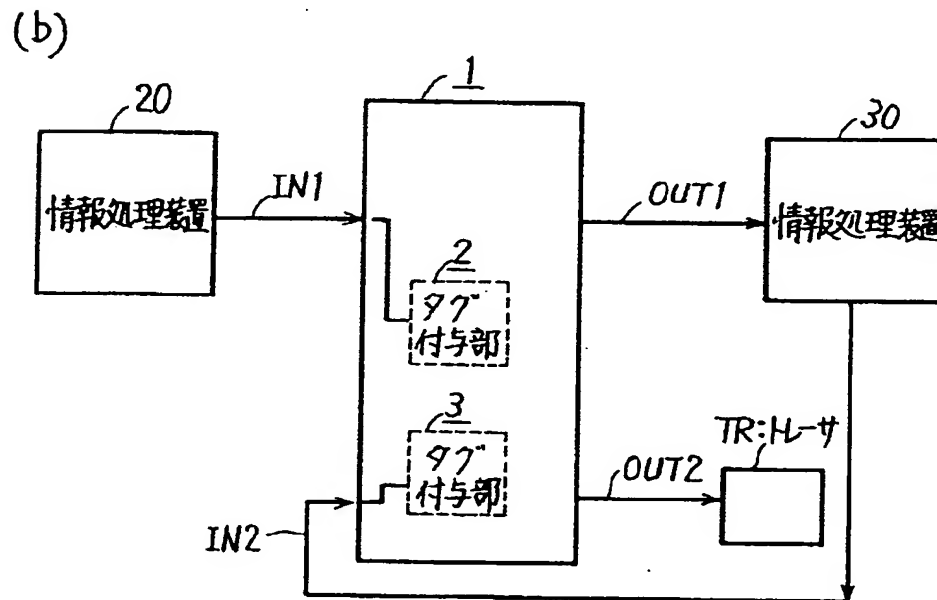 (b)
1
20
30
情報処理装置
IN1
OUT1
情報処理装置
2
タグ
付与部
3
タグ
付与部
TR:トレーサ
OUT2
IN2